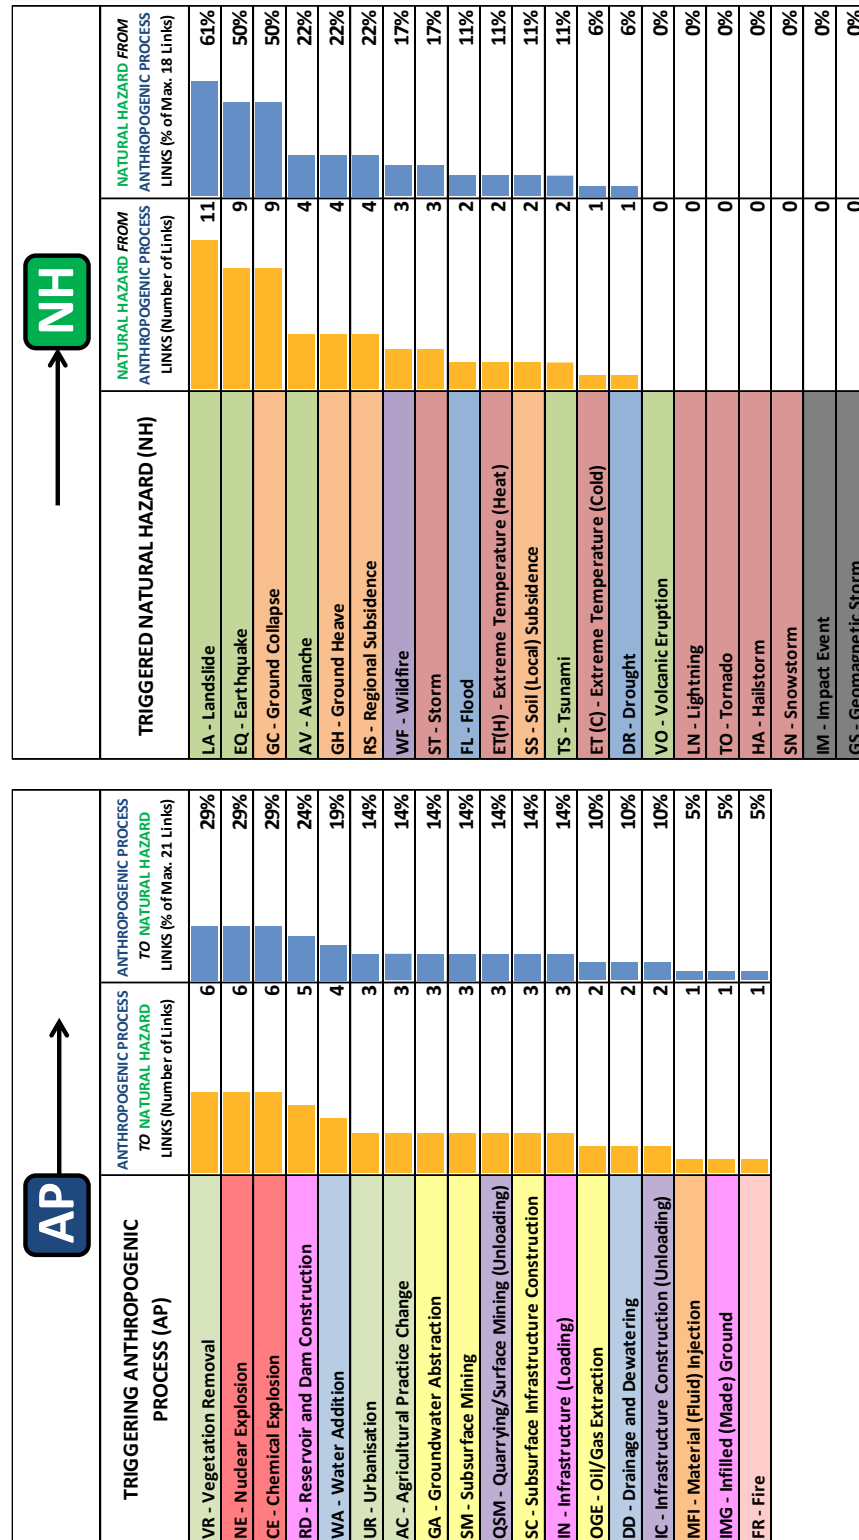 AP
TRIGGERING ANTHROPOGENIC
PROCESS (AP)
ANTHROPOGENIC PROCESS
TO NATURAL HAZARD
LINKS (Number of Links)
ANTHROPOGENIC PROCESS
TO NATURAL HAZARD
LINKS (% of Max. 21 Links)
VR - Vegetation Removal 6 29%
NE - Nuclear Explosion 6 29%
CE - Chemical Explosion 6 29%
RD - Reservoir and Dam Construction 5 24%
WA - Water Addition 4 19%
UR - Urbanisation 3 14%
AC - Agricultural Practice Change 3 14%
GA - Groundwater Abstraction 3 14%
SM - Subsurface Mining 3 14%
QSM - Quarrying/Surface Mining (Unloading) 3 14%
SC - Subsurface Infrastructure Construction 3 14%
IN - Infrastructure (Loading) 3 14%
OGE - Oil/Gas Extraction 2 10%
DD - Drainage and Dewatering 2 10%
IC - Infrastructure Construction (Unloading) 2 10%
MFI - Material (Fluid) Injection 1 5%
IMG - Infilled (Made) Ground 1 5%
FR - Fire 1 5%
NH
TRIGGERED NATURAL HAZARD (NH)
NATURAL HAZARD FROM
ANTHROPOGENIC PROCESS
LINKS (Number of Links)
NATURAL HAZARD FROM
ANTHROPOGENIC PROCESS
LINKS (% of Max. 18 Links)
LA - Landslide 11 61%
EQ - Earthquake 9 50%
GC - Ground Collapse 9 50%
AV - Avalanche 4 22%
GH - Ground Heave 4 22%
RS - Regional Subsidence 4 22%
WF - Wildfire 3 17%
ST - Storm 3 17%
FL - Flood 2 11%
ET(H) - Extreme Temperature (Heat) 2 11%
SS - Soil (Local) Subsidence 2 11%
TS - Tsunami 2 11%
ET (C) - Extreme Temperature (Cold) 1 6%
DR - Drought 1 6%
VO - Volcanic Eruption 0 0%
LN - Lightning 0 0%
TO - Tornado 0 0%
HA - Hailstorm 0 0%
SN - Snowstorm 0 0%
IM - Impact Event 0 0%
GS - Geomagnetic Storm 0 0%